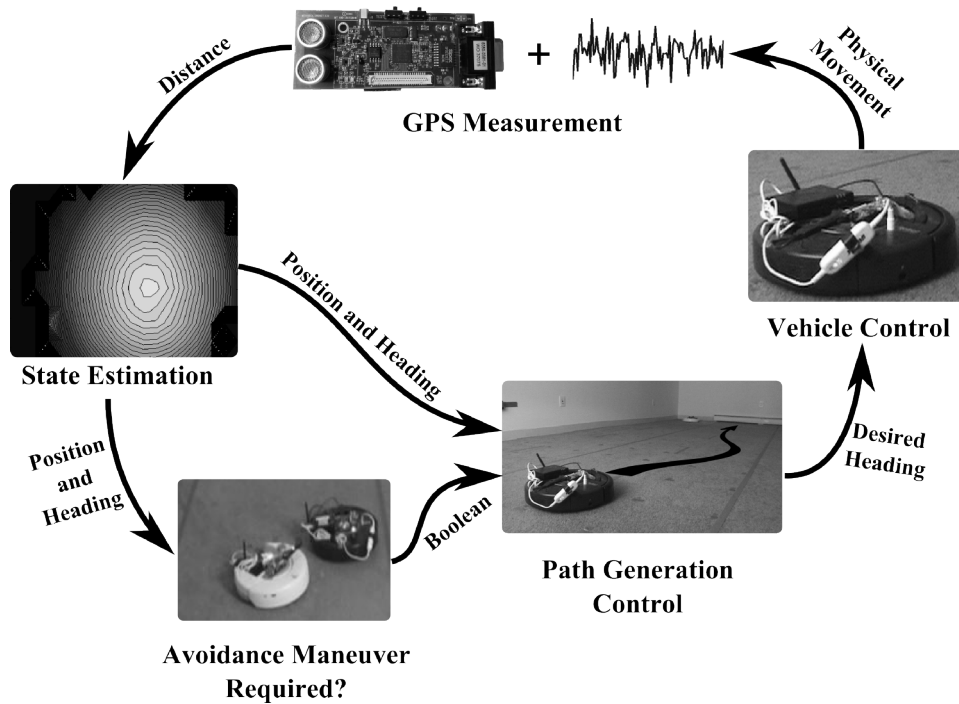 Distance
+
GPS Measurement
Physical
Movement
State Estimation
Position and Heading
Vehicle Control
Position
and
Heading
Boolean
Desired
Heading
Path Generation
Control
Avoidance Maneuver
Required?